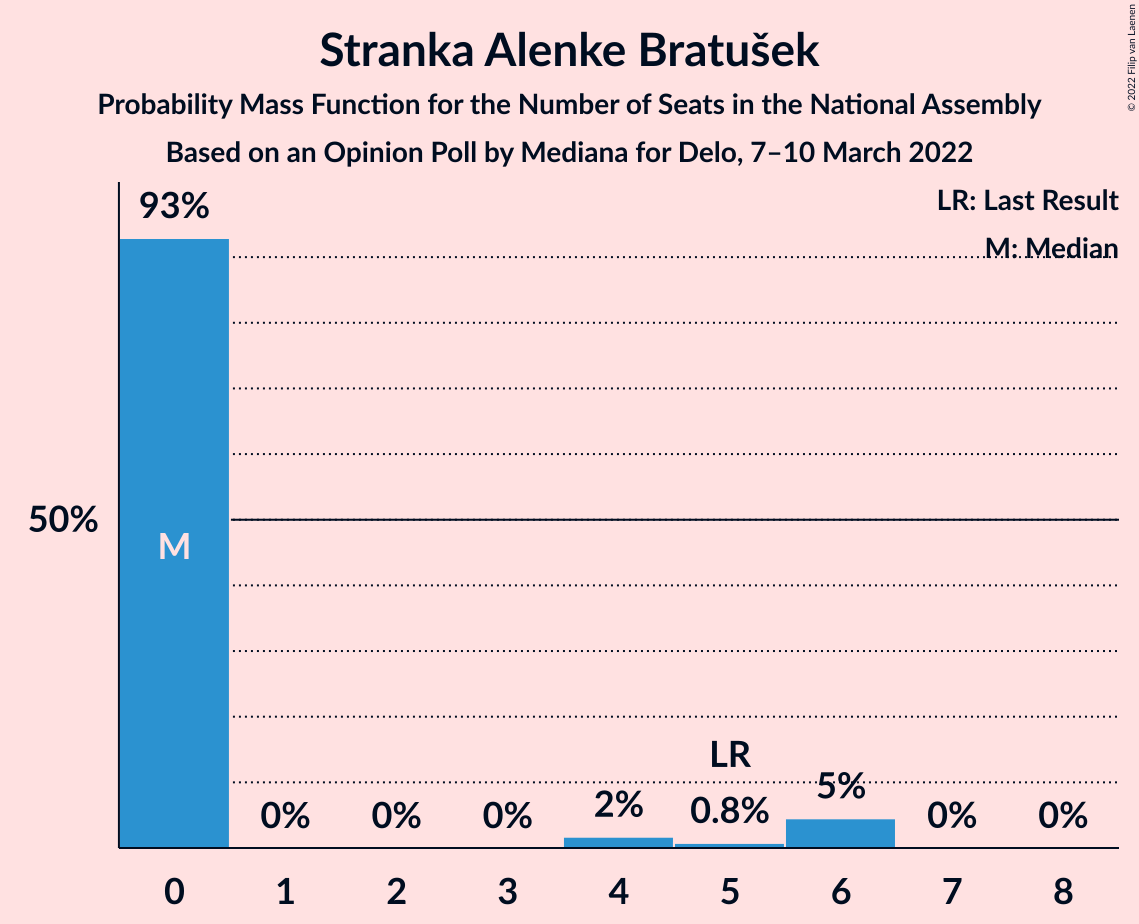 Stranka Alenke Bratušek
Probability Mass Function for the Number of Seats in the National Assembly
Based on an Opinion Poll by Mediana for Delo, 7–10 March 2022
© 2022 Filip van Laenen
LR: Last Result
M: Median
93%
50%
M
LR
0% 0% 0% 2% 0.8% 5% 0% 0%
0 1 2 3 4 5 6 7 8